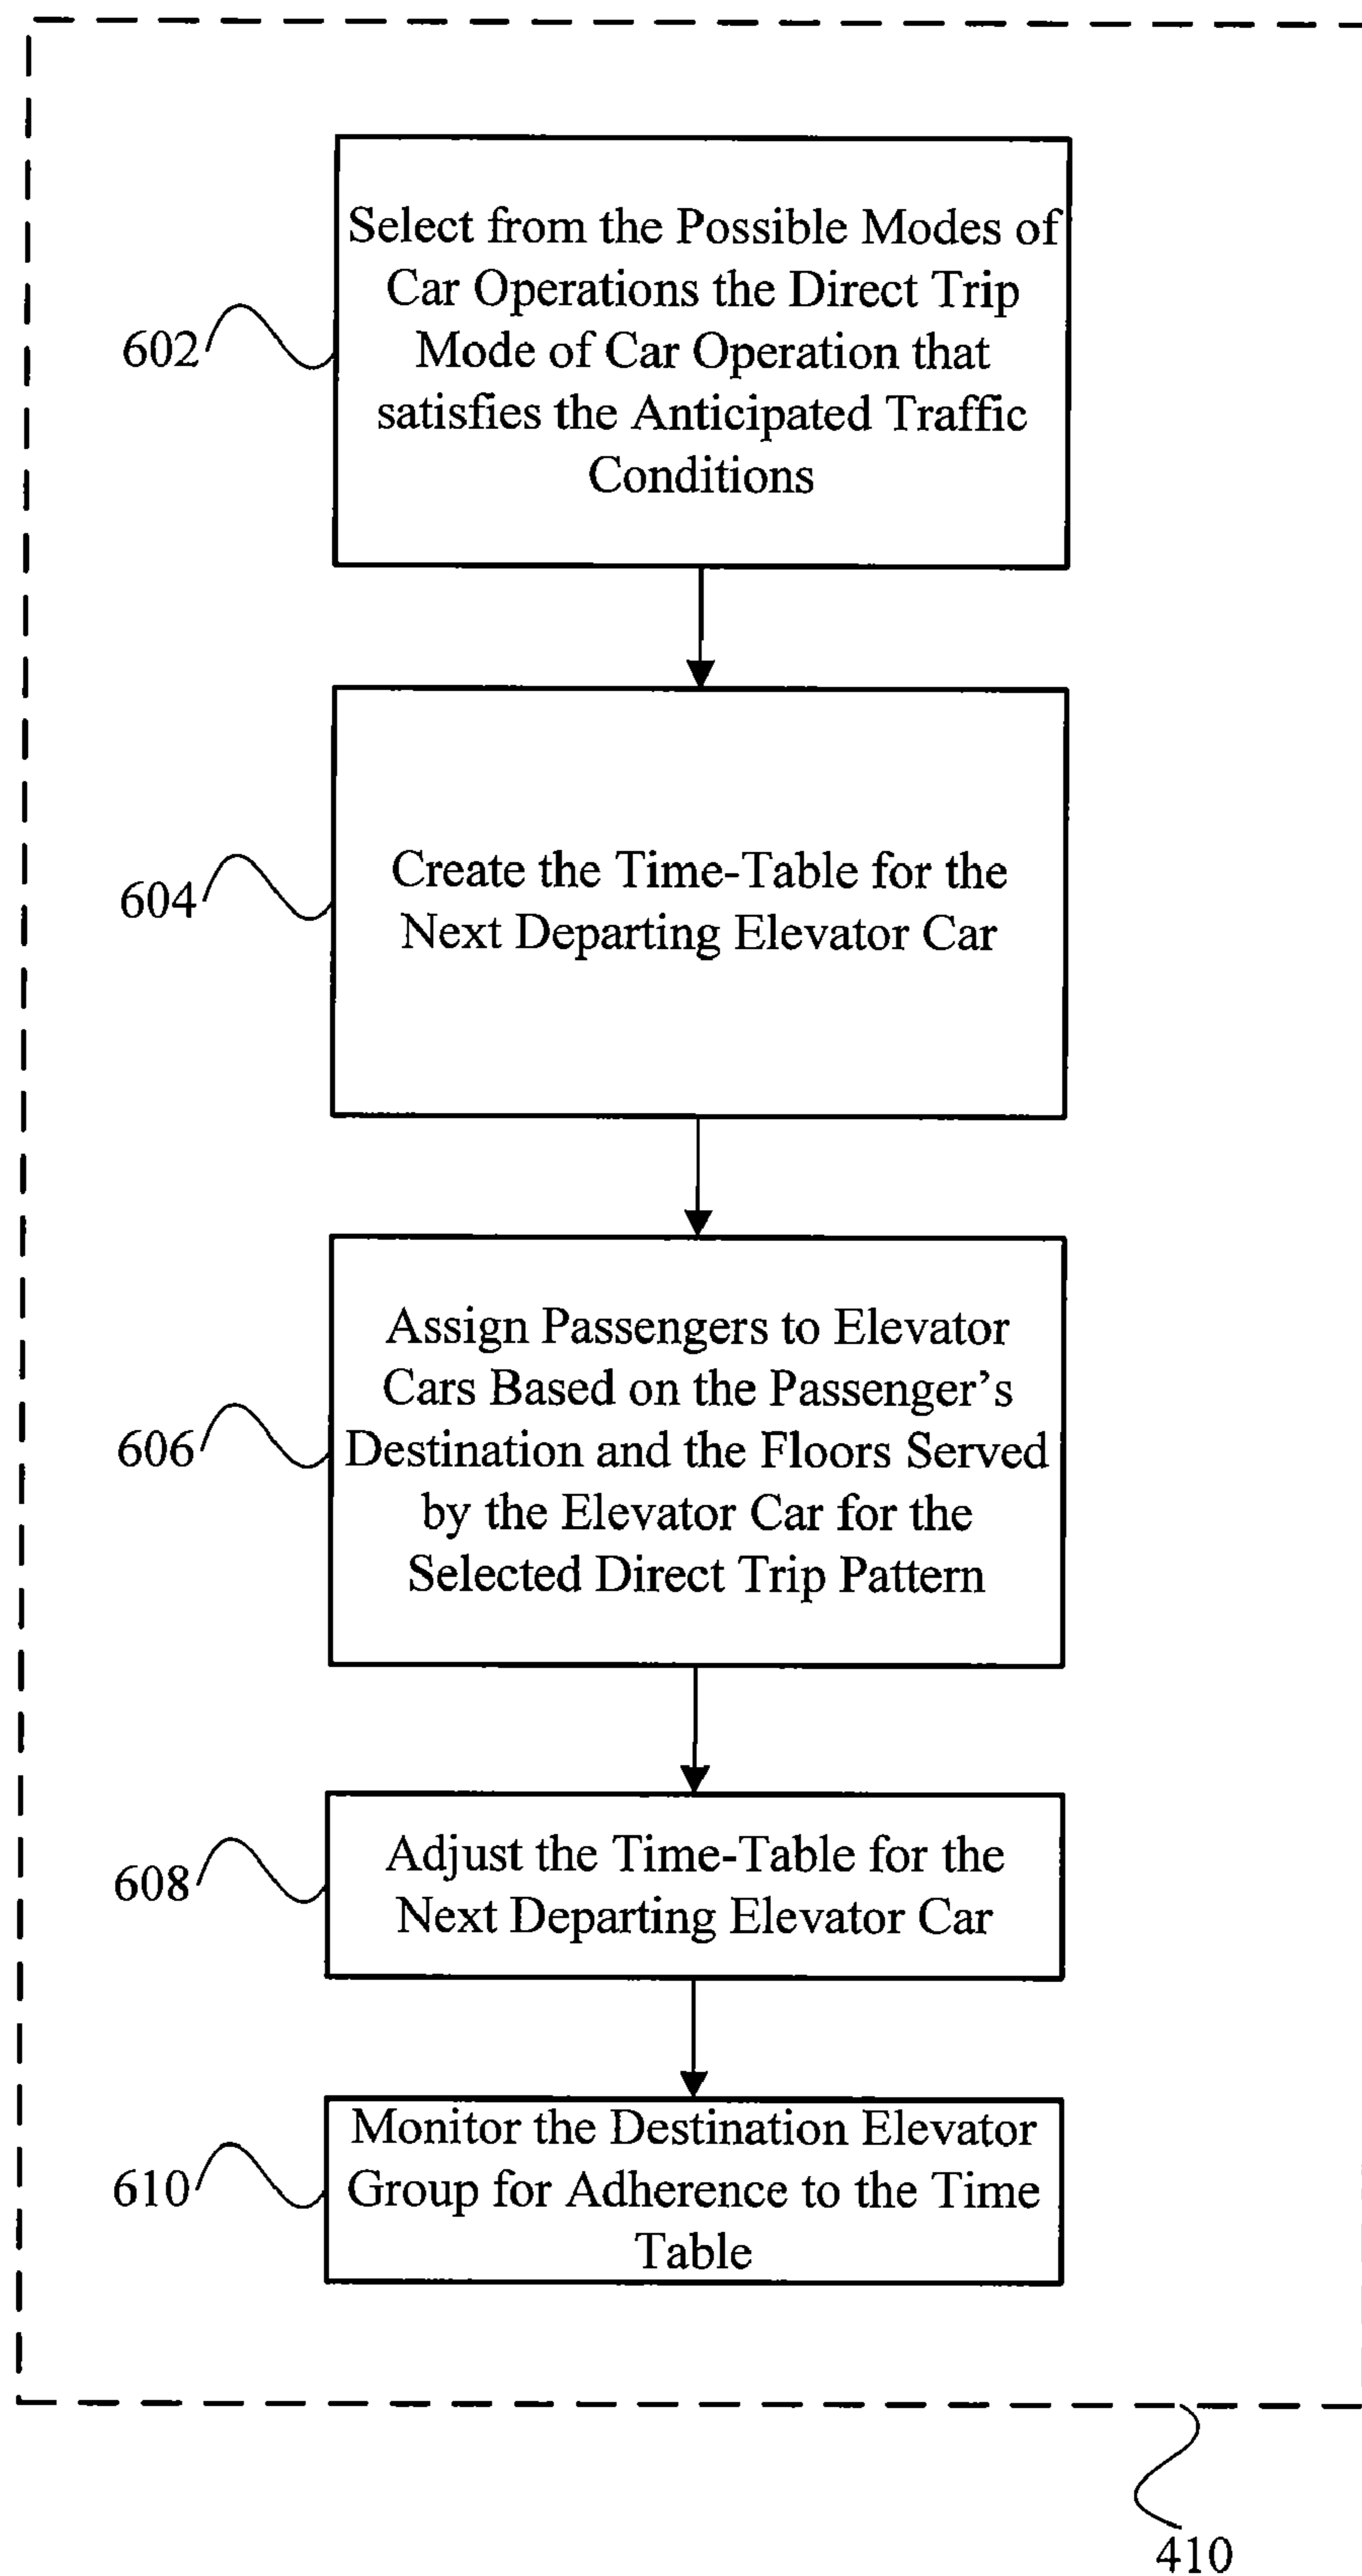 Select from the Possible Modes of
Car Operations the Direct Trip
Mode of Car Operation that
satisfies the Anticipated Traffic
Conditions
602
Create the Time-Table for the
Next Departing Elevator Car
604
Assign Passengers to Elevator
Cars Based on the Passenger’s
Destination and the Floors Served
by the Elevator Car for the
Selected Direct Trip Pattern
606
Adjust the Time-Table for the
Next Departing Elevator Car
608
Monitor the Destination Elevator
Group for Adherence to the Time
Table
610
410